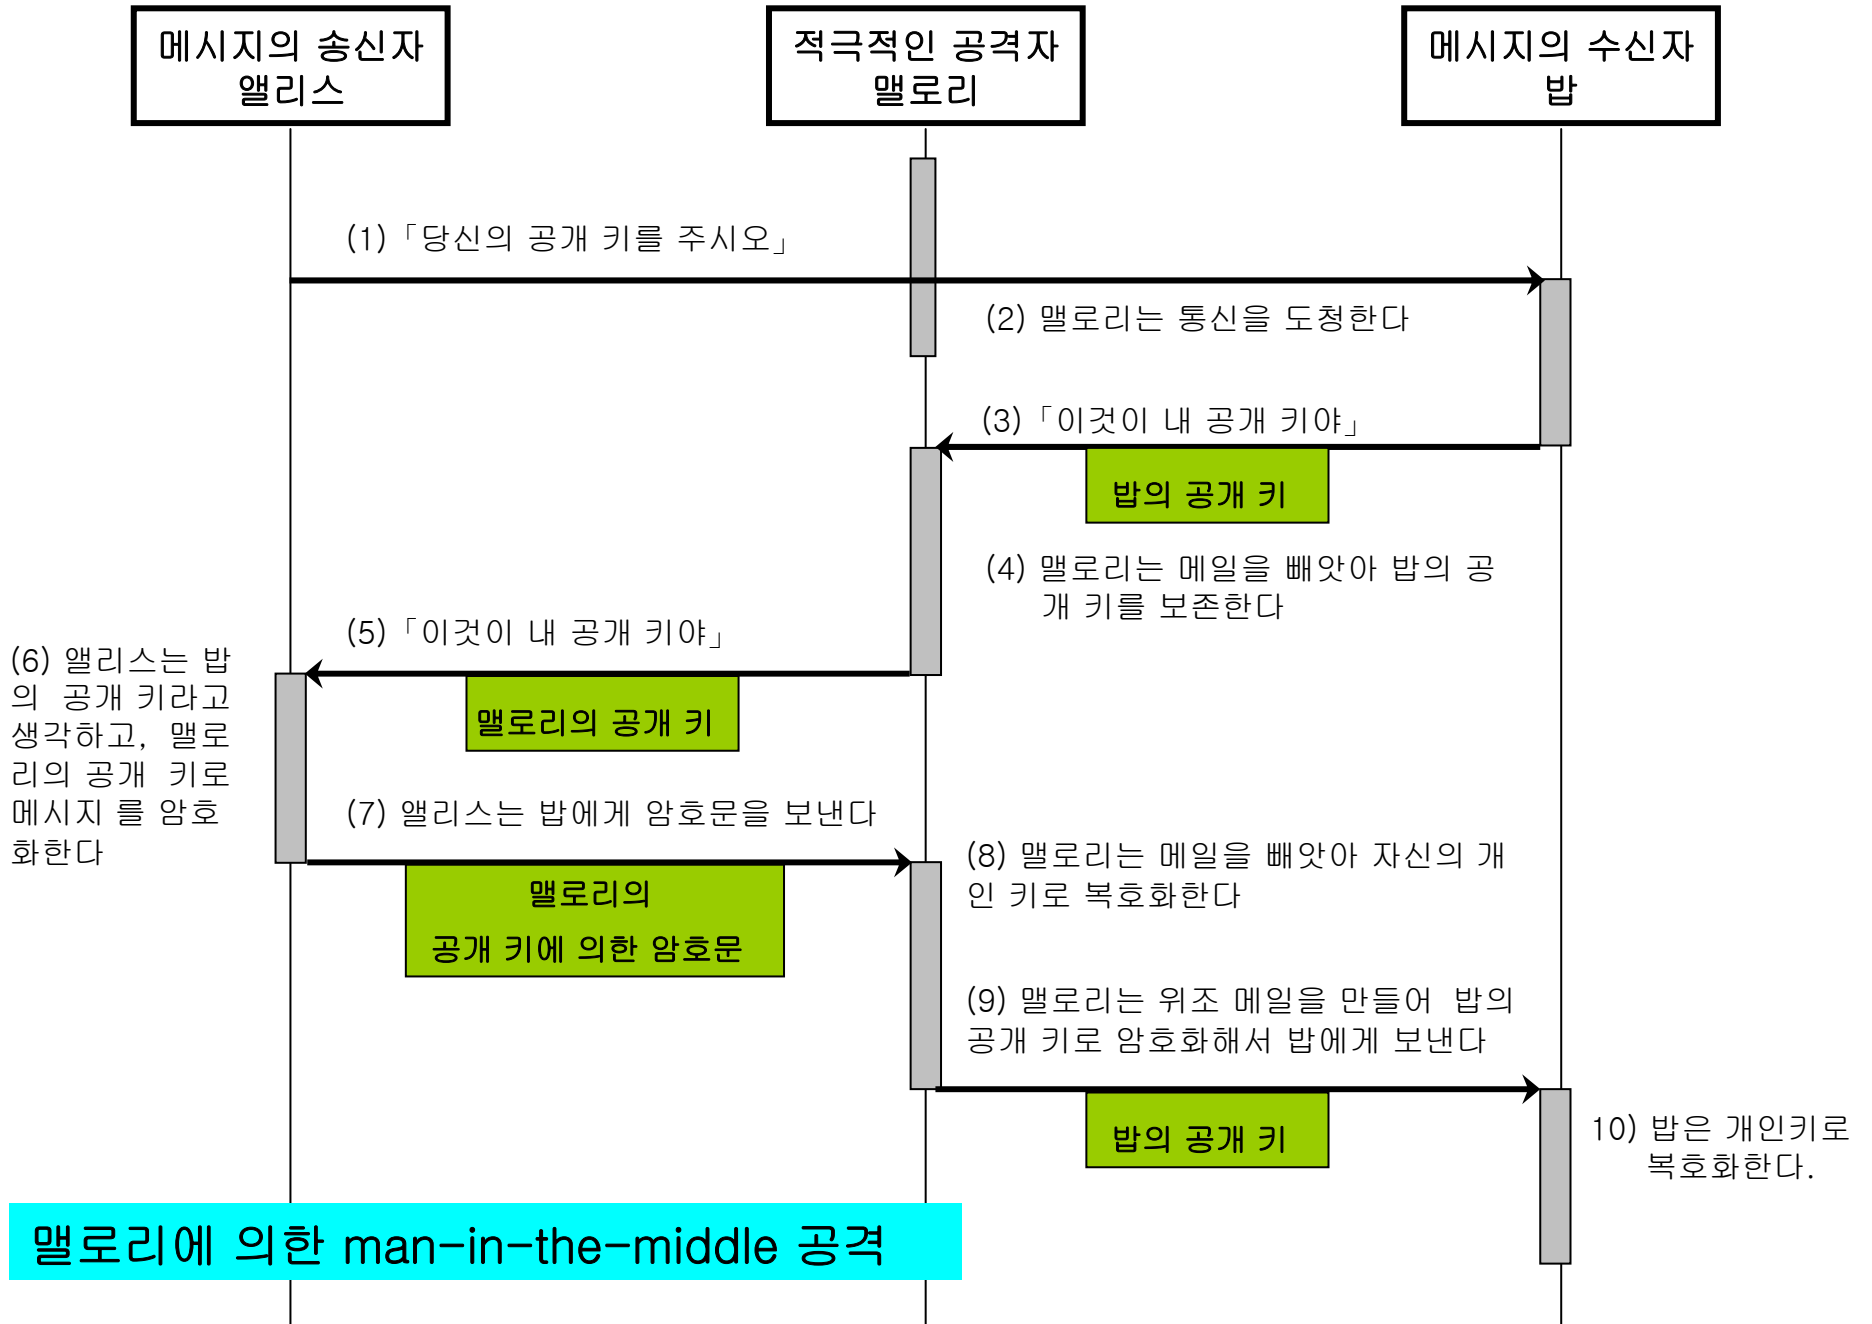 메시지의 송신자
앨리스
적극적인 공격자
맬로리
메시지의 수신자
밥
(1)「당신의 공개 키를 주시오」
(2) 맬로리는 통신을 도청한다
(3)「이것이 내 공개 키야」
밥의 공개 키
(4) 맬로리는 메일을 빼앗아 밥의 공
개 키를 보존한다
(5)「이것이 내 공개 키야」
맬로리의 공개 키
(6) 앨리스는 밥
의 공개 키라고
생각하고, 맬로
리의 공개 키로
메시지 를 암호
화한다
(7) 앨리스는 밥에게 암호문을 보낸다
맬로리의
공개 키에 의한 암호문
(8) 맬로리는 메일을 빼앗아 자신의 개
인 키로 복호화한다
(9) 맬로리는 위조 메일을 만들어 밥의
공개 키로 암호화해서 밥에게 보낸다
밥의 공개 키
10) 밥은 개인키로
복호화한다.
맬로리에 의한 man-in-the-middle 공격